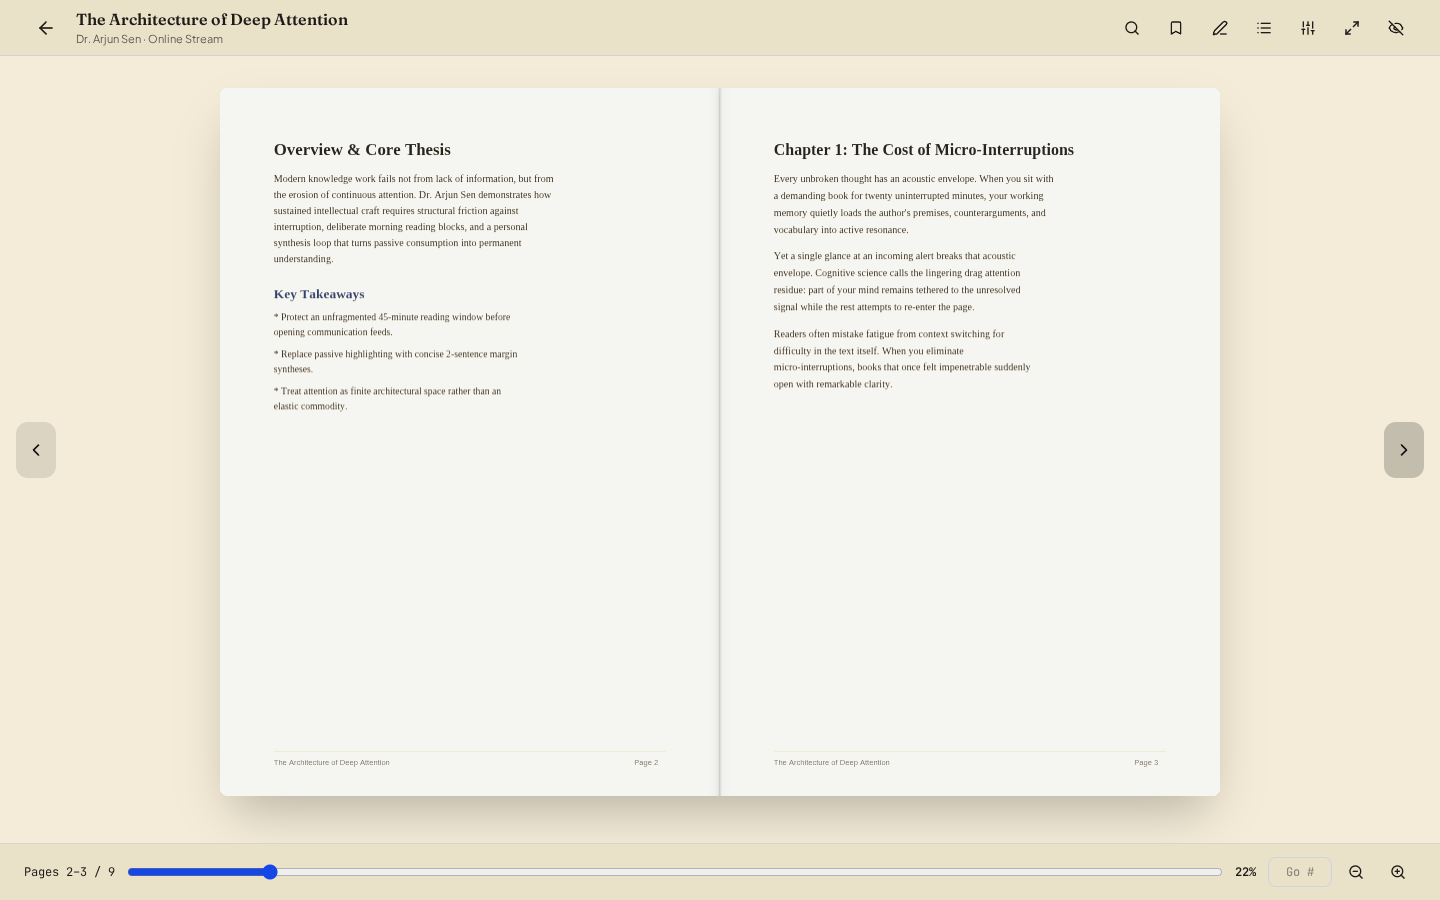 The Architecture of Deep Attention
Dr. Arjun Sen · Online Stream
Overview & Core Thesis
Modern knowledge work fails not from lack of information, but from
the erosion of continuous attention. Dr. Arjun Sen demonstrates how
sustained intellectual craft requires structural friction against
interruption, deliberate morning reading blocks, and a personal
synthesis loop that turns passive consumption into permanent
understanding.
Key Takeaways
* Protect an unfragmented 45-minute reading window before
opening communication feeds.
* Replace passive highlighting with concise 2-sentence margin
syntheses.
* Treat attention as finite architectural space rather than an
elastic commodity.
The Architecture of Deep Attention
Page 2
Chapter 1: The Cost of Micro-Interruptions
Every unbroken thought has an acoustic envelope. When you sit with
a demanding book for twenty uninterrupted minutes, your working
memory quietly loads the author's premises, counterarguments, and
vocabulary into active resonance.
Yet a single glance at an incoming alert breaks that acoustic
envelope. Cognitive science calls the lingering drag attention
residue: part of your mind remains tethered to the unresolved
signal while the rest attempts to re-enter the page.
Readers often mistake fatigue from context switching for
difficulty in the text itself. When you eliminate
micro-interruptions, books that once felt impenetrable suddenly
open with remarkable clarity.
The Architecture of Deep Attention
Page 3
Pages 2–3 / 9
22%
Go #